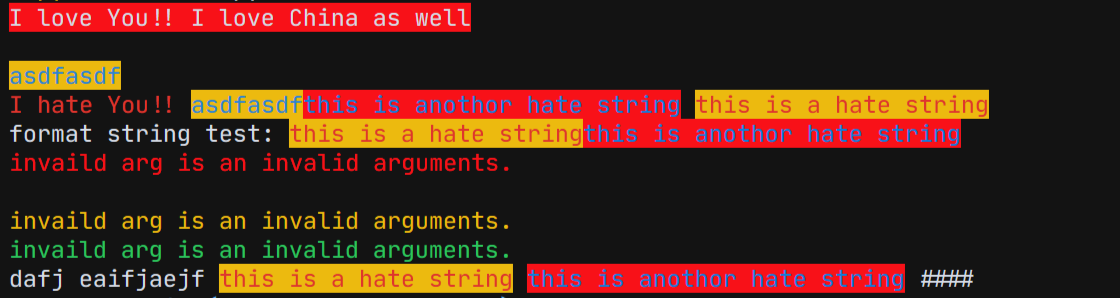 I love You!! I love China as well
asdfasdf
I hate You!! asdfasdfthis is anothor hate string this is a hate string
format string test: this is a hate stringthis is anothor hate string
invaild arg is an invalid arguments.
invaild arg is an invalid arguments.
invaild arg is an invalid arguments.
dafj eaifjaejf this is a hate string this is anothor hate string ####